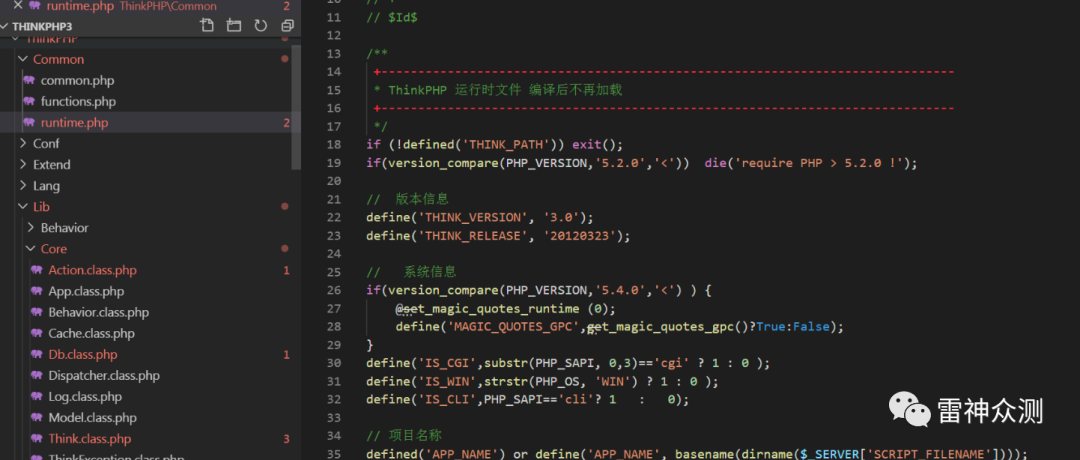 runtime.php ThinkPHP\Common 2
THINKPHP3
ThinkPHP
Common
common.php
functions.php
runtime.php 2
Conf
Extend
Lang
Lib
Behavior
Core
Action.class.php 1
App.class.php
Behavior.class.php
Cache.class.php
Db.class.php 1
Dispatcher.class.php
Log.class.php
Model.class.php
Think.class.php 3
ThinkException.class.php
11 // $Id$
12
13 /**
14 +------------------------------------------------------------------------------
15 * ThinkPHP 运行时文件 编译后不再加载
16 +------------------------------------------------------------------------------
17 */
18 if (!defined('THINK_PATH')) exit();
19 if(version_compare(PHP_VERSION,'5.2.0','<')) die('require PHP > 5.2.0 !');
20
21 // 版本信息
22 define('THINK_VERSION', '3.0');
23 define('THINK_RELEASE', '20120323');
24
25 // 系统信息
26 if(version_compare(PHP_VERSION,'5.4.0','<') ) {
27 @set_magic_quotes_runtime (0);
28 define('MAGIC_QUOTES_GPC',get_magic_quotes_gpc()?True:False);
29 }
30 define('IS_CGI',substr(PHP_SAPI, 0,3)=='cgi' ? 1 : 0 );
31 define('IS_WIN',strstr(PHP_OS, 'WIN') ? 1 : 0 );
32 define('IS_CLI',PHP_SAPI=='cli'? 1 : 0);
33
34 // 项目名称
35 defined('APP_NAME') or define('APP_NAME', basename(dirname($_SERVER['SCRIPT_FILENAME'])));
雷神众测